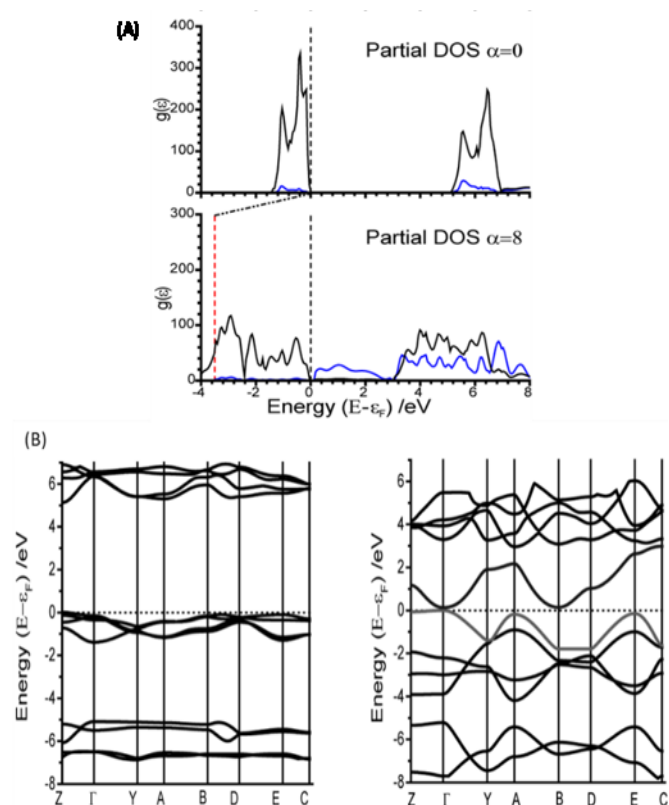 (A)
400
300
200
100
0
g(ε)
Partial DOS α=0
300
200
100
0
g(ε)
Partial DOS α=8
-4 -2 0 2 4 6 8
Energy (E-εF) /eV
(B)
6
4
2
0
-2
-4
-6
-8
Energy (E-εF) /eV
Z Γ Y A B D E C
6
4
2
0
-2
-4
-6
-8
Energy (E-εF) /eV
Z Γ Y A B D E C